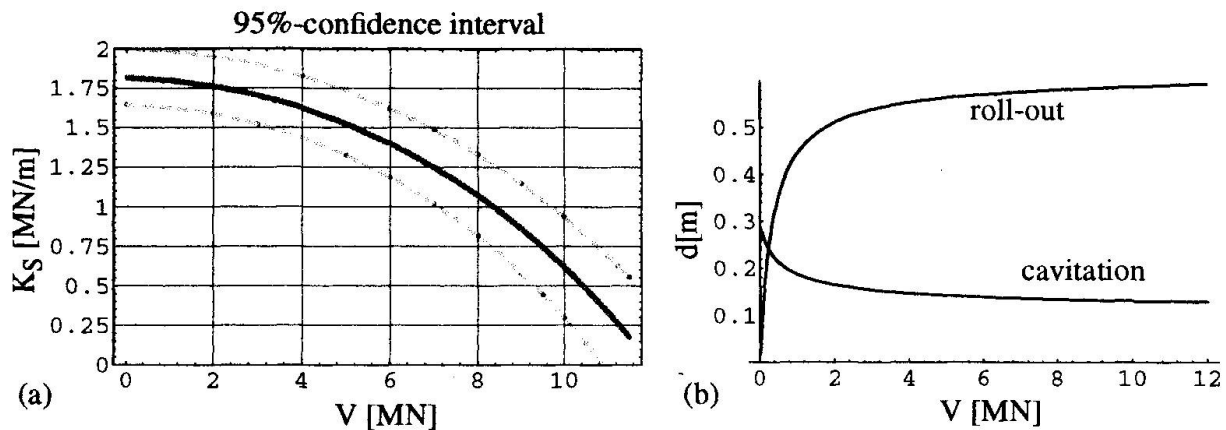 95%-confidence interval
K_S [MN/m]
2
1.75
1.5
1.25
1
0.75
0.5
0.25
0
0 2 4 6 8 10
V [MN]
(a)
d[m]
0.5
0.4
0.3
0.2
0.1
roll-out
cavitation
0 2 4 6 8 10 12
V [MN]
(b)